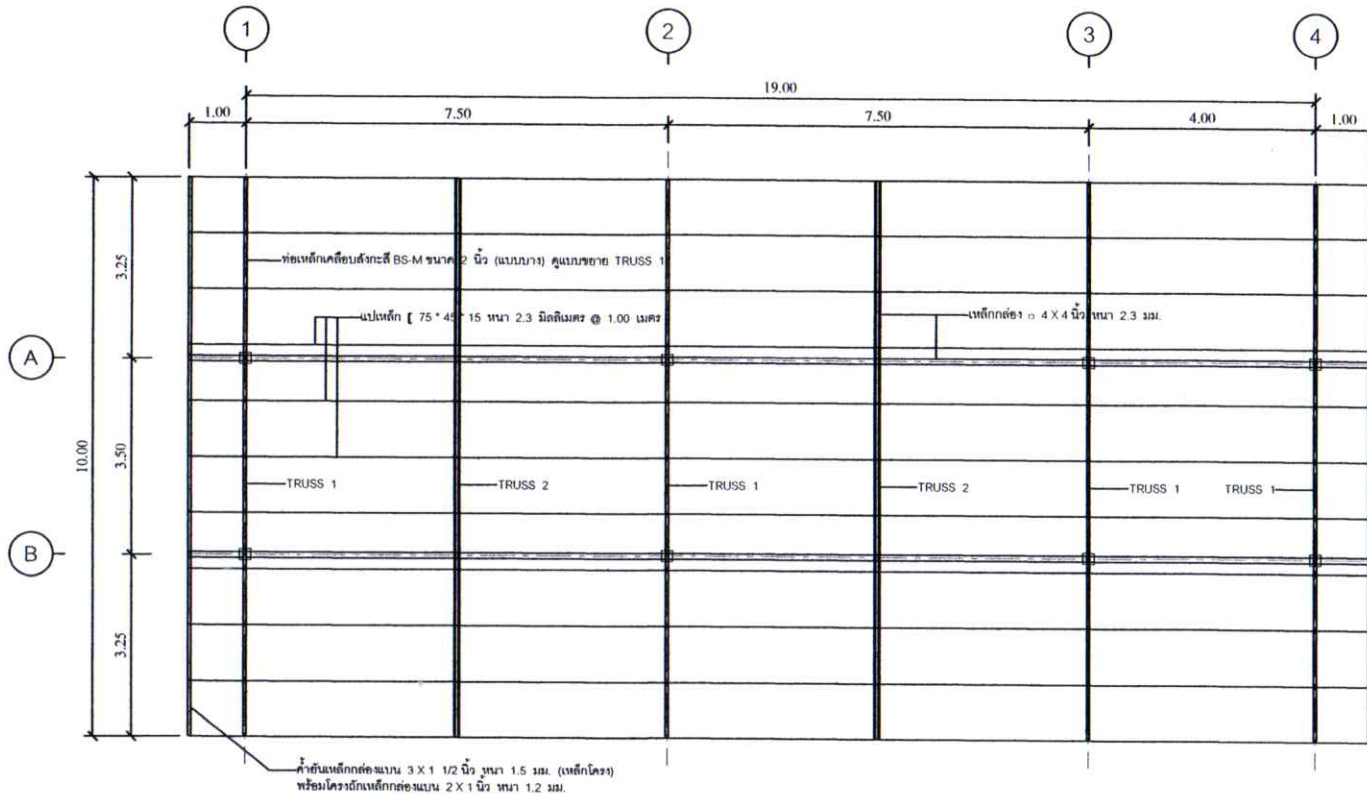 1
2
3
4
19.00
1.00
7.50
7.50
4.00
1.00
3.25
ท่อเหล็กเคลือบสังกะสี BS-M ขนาด 2 นิ้ว (แบบบาง) ดูแบบขยาย TRUSS 1
แปเหล็ก [ 75 * 45 * 15 หนา 2.3 มิลลิเมตร @ 1.00 เมตร
เหล็กกล่อง □ 4 X 4 นิ้ว หนา 2.3 มม.
A
10.00
3.50
TRUSS 1
TRUSS 2
TRUSS 1
TRUSS 2
TRUSS 1
TRUSS 1
B
3.25
ค้ำยันเหล็กกล่องแบน 3 X 1 1/2 นิ้ว หนา 1.5 มม. (เหล็กโครง)
พร้อมโครงถักเหล็กกล่องแบน 2 X 1 นิ้ว หนา 1.2 มม.